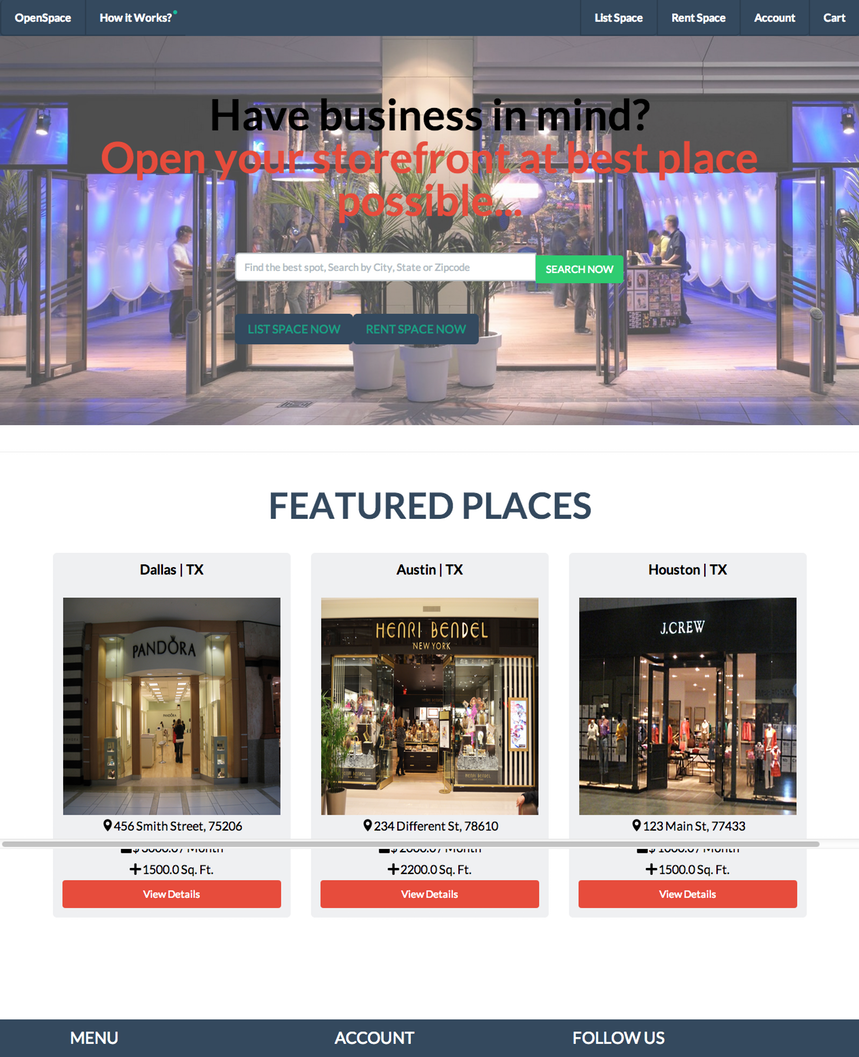 OpenSpace
How it Works?
List Space
Rent Space
Account
Cart
Have business in mind?
Open your storefront at best place
possible...
Find the best spot, Search by City, State or Zipcode
SEARCH NOW
LIST SPACE NOW
RENT SPACE NOW
FEATURED PLACES
Dallas | TX
Austin | TX
Houston | TX
PANDORA
HENRI BENDEL
NEW YORK
J.CREW
456 Smith Street, 75206
234 Different St, 78610
123 Main St, 77433
/ Month
/ Month
/ Month
1500.0 Sq. Ft.
2200.0 Sq. Ft.
1500.0 Sq. Ft.
View Details
View Details
View Details
MENU
ACCOUNT
FOLLOW US